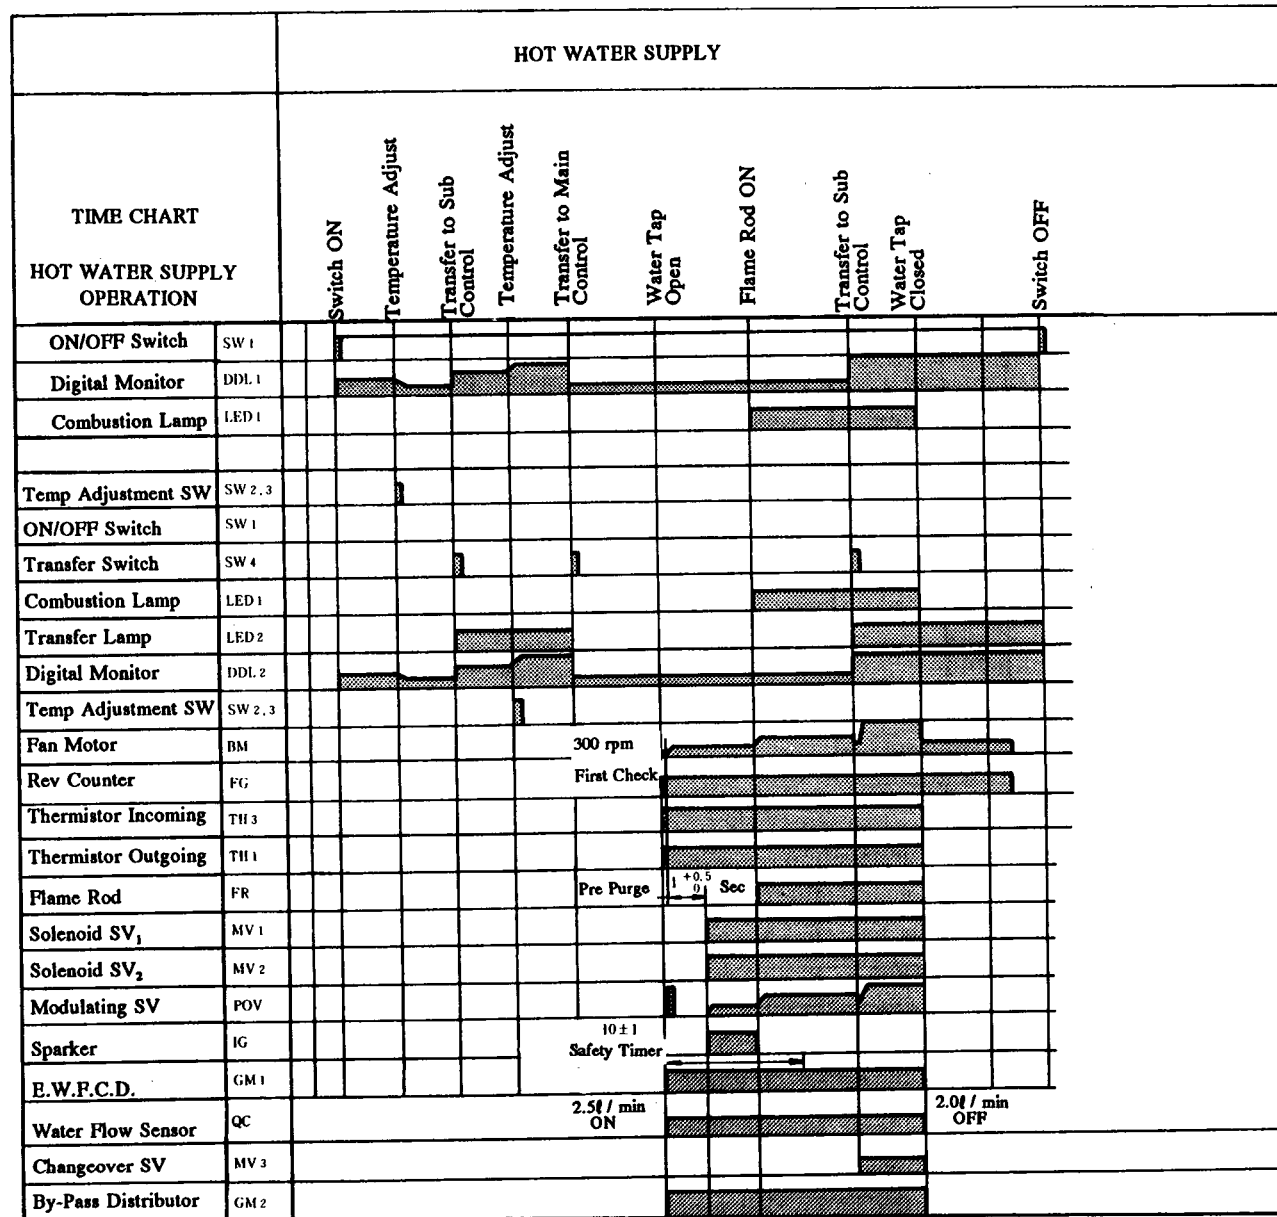 HOT WATER SUPPLY
TIME CHART
HOT WATER SUPPLY
OPERATION
Switch ON
Temperature Adjust
Transfer to Sub
Control
Temperature Adjust
Transfer to Main
Control
Water Tap
Open
Flame Rod ON
Transfer to Sub
Control
Water Tap
Closed
Switch OFF
ON/OFF Switch SW 1
Digital Monitor DDL 1
Combustion Lamp LED 1
Temp Adjustment SW SW 2,3
ON/OFF Switch SW 1
Transfer Switch SW 4
Combustion Lamp LED 1
Transfer Lamp LED 2
Digital Monitor DDL 2
Temp Adjustment SW SW 2,3
Fan Motor BM 300 rpm
Rev Counter FG First Check
Thermistor Incoming TH 3
Thermistor Outgoing TH 1
Flame Rod FR Pre Purge 1 +0.5 0 Sec
Solenoid SV₁ MV 1
Solenoid SV₂ MV 2
Modulating SV POV
Sparker IG 10 ± 1
Safety Timer
E.W.F.C.D. GM 1
Water Flow Sensor QC 2.5ℓ / min
ON
2.0ℓ / min
OFF
Changeover SV MV 3
By-Pass Distributor GM 2